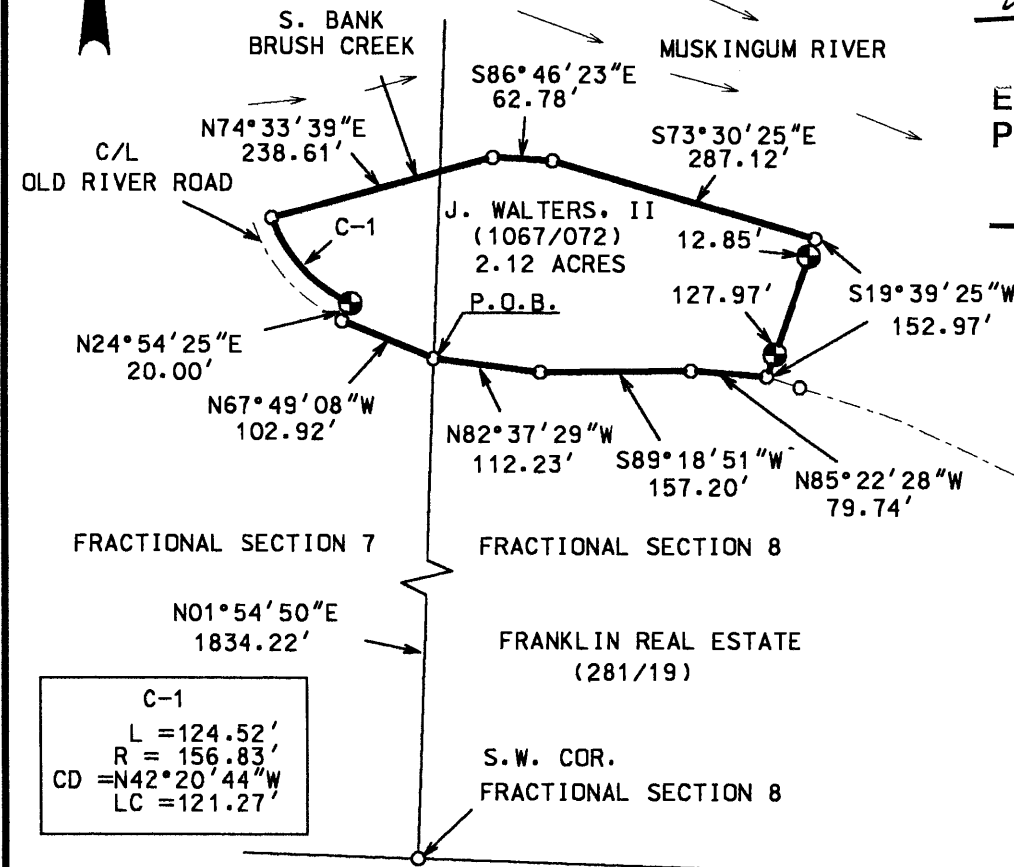 S. BANK
BRUSH CREEK
MUSKINGUM RIVER
S86°46'23"E
62.78'
N74°33'39"E
238.61'
S73°30'25"E
287.12'
C/L
OLD RIVER ROAD
C-1
J. WALTERS. II
(1067/072)
2.12 ACRES
12.85'
127.97'
S19°39'25"W
152.97'
P.O.B.
N24°54'25"E
20.00'
N67°49'08"W
102.92'
N82°37'29"W
112.23'
S89°18'51"W
157.20'
N85°22'28"W
79.74'
FRACTIONAL SECTION 7
FRACTIONAL SECTION 8
N01°54'50"E
1834.22'
FRANKLIN REAL ESTATE
(281/19)
C-1
L =124.52'
R = 156.83'
CD =N42°20'44"W
LC =121.27'
S.W. COR.
FRACTIONAL SECTION 8